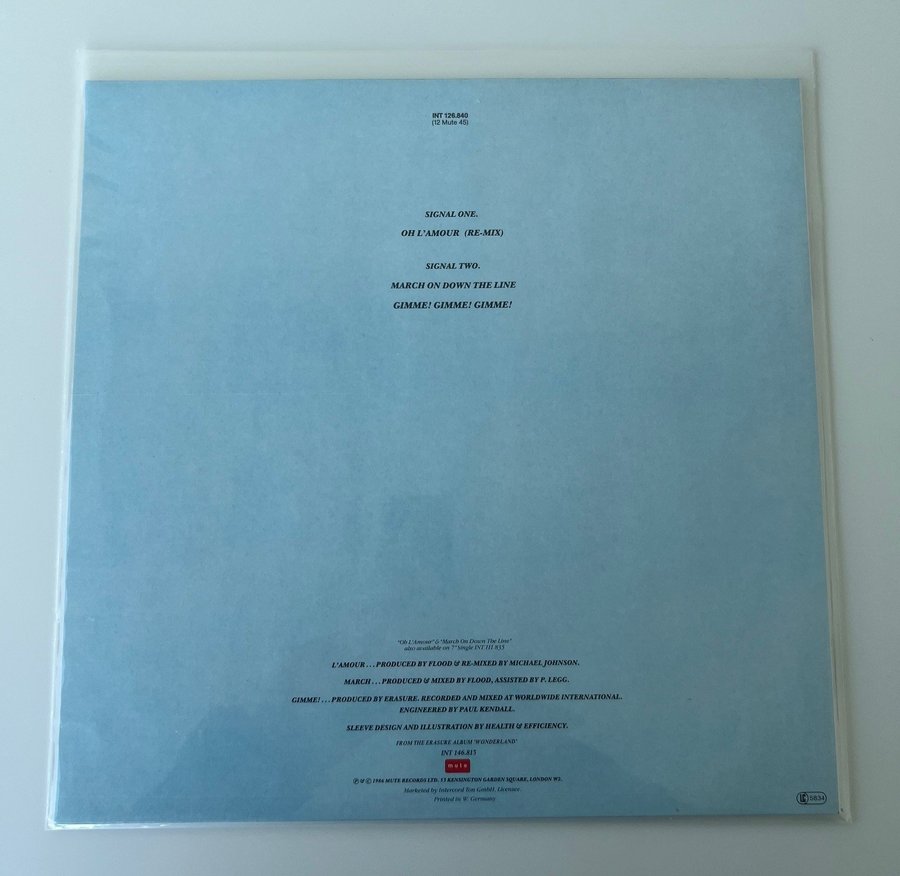 INT 126.840
(12 Mute 45)
SIGNAL ONE.
OH L'AMOUR (RE-MIX)
SIGNAL TWO.
MARCH ON DOWN THE LINE
GIMME! GIMME! GIMME!
"Oh L'Amour" & "March On Down The Line"
also available on 7" Single INT 111 835
L'AMOUR . . . PRODUCED BY FLOOD & RE-MIXED BY MICHAEL JOHNSON.
MARCH . . . PRODUCED & MIXED BY FLOOD, ASSISTED BY P. LEGG.
GIMME! . . . PRODUCED BY ERASURE. RECORDED AND MIXED AT WORLDWIDE INTERNATIONAL.
ENGINEERED BY PAUL KENDALL.
SLEEVE DESIGN AND ILLUSTRATION BY HEALTH & EFFICIENCY.
FROM THE ERASURE ALBUM "WONDERLAND"
INT 146.815
mute
℗ & © 1986 MUTE RECORDS LTD. 53 KENSINGTON GARDEN SQUARE, LONDON W2.
Marketed by Intercord Ton GmbH. Licensee.
Printed in W. Germany
LC 5834